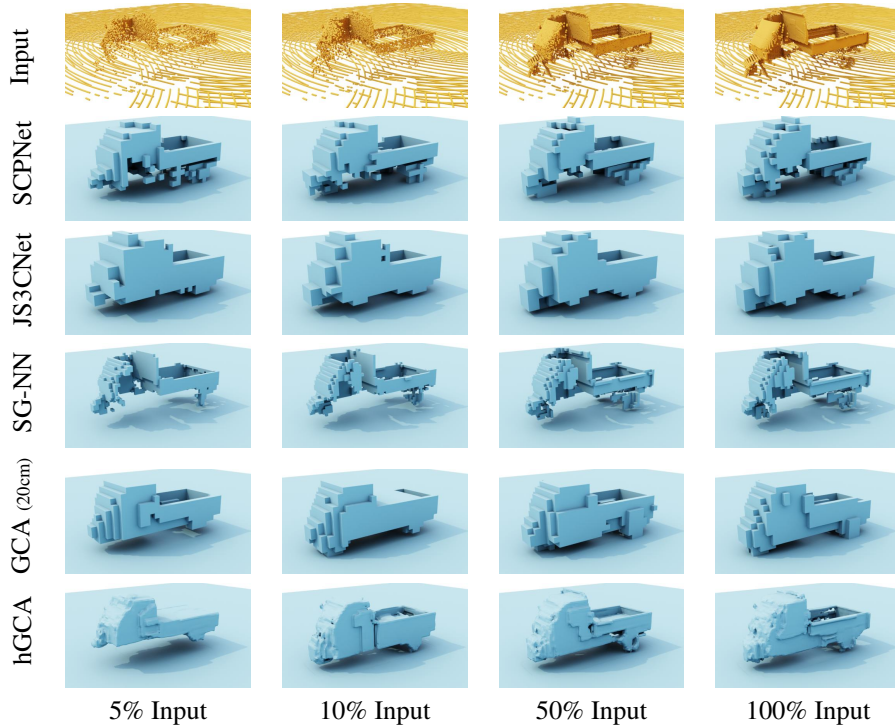 Input
SCPNet
JS3CNet
SG-NN
GCA (20cm)
hGCA
5% Input
10% Input
50% Input
100% Input